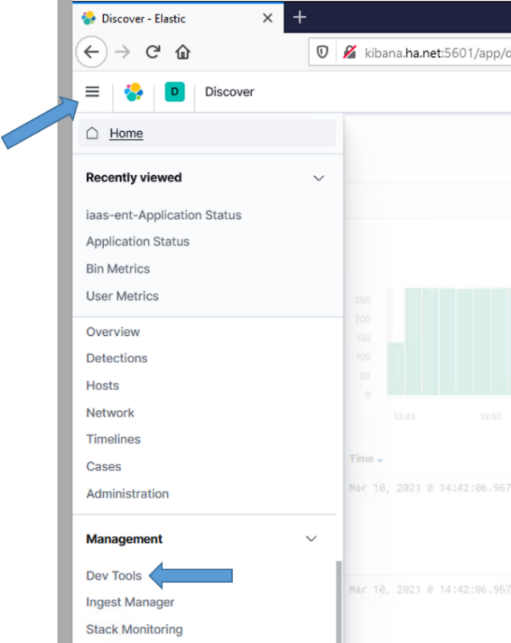 Discover - Elastic
kibana.ha.net:5601/app/d
D Discover
Home
Recently viewed
iaas-ent-Application Status
Application Status
Bin Metrics
User Metrics
Overview
Detections
Hosts
Network
Timelines
Cases
Administration
Management
Dev Tools
Ingest Manager
Stack Monitoring
200
150
100
50
0
13:45 13:50
Time
Mar 10, 2021 @ 14:42:06.967
Mar 10, 2021 @ 14:42:06.967